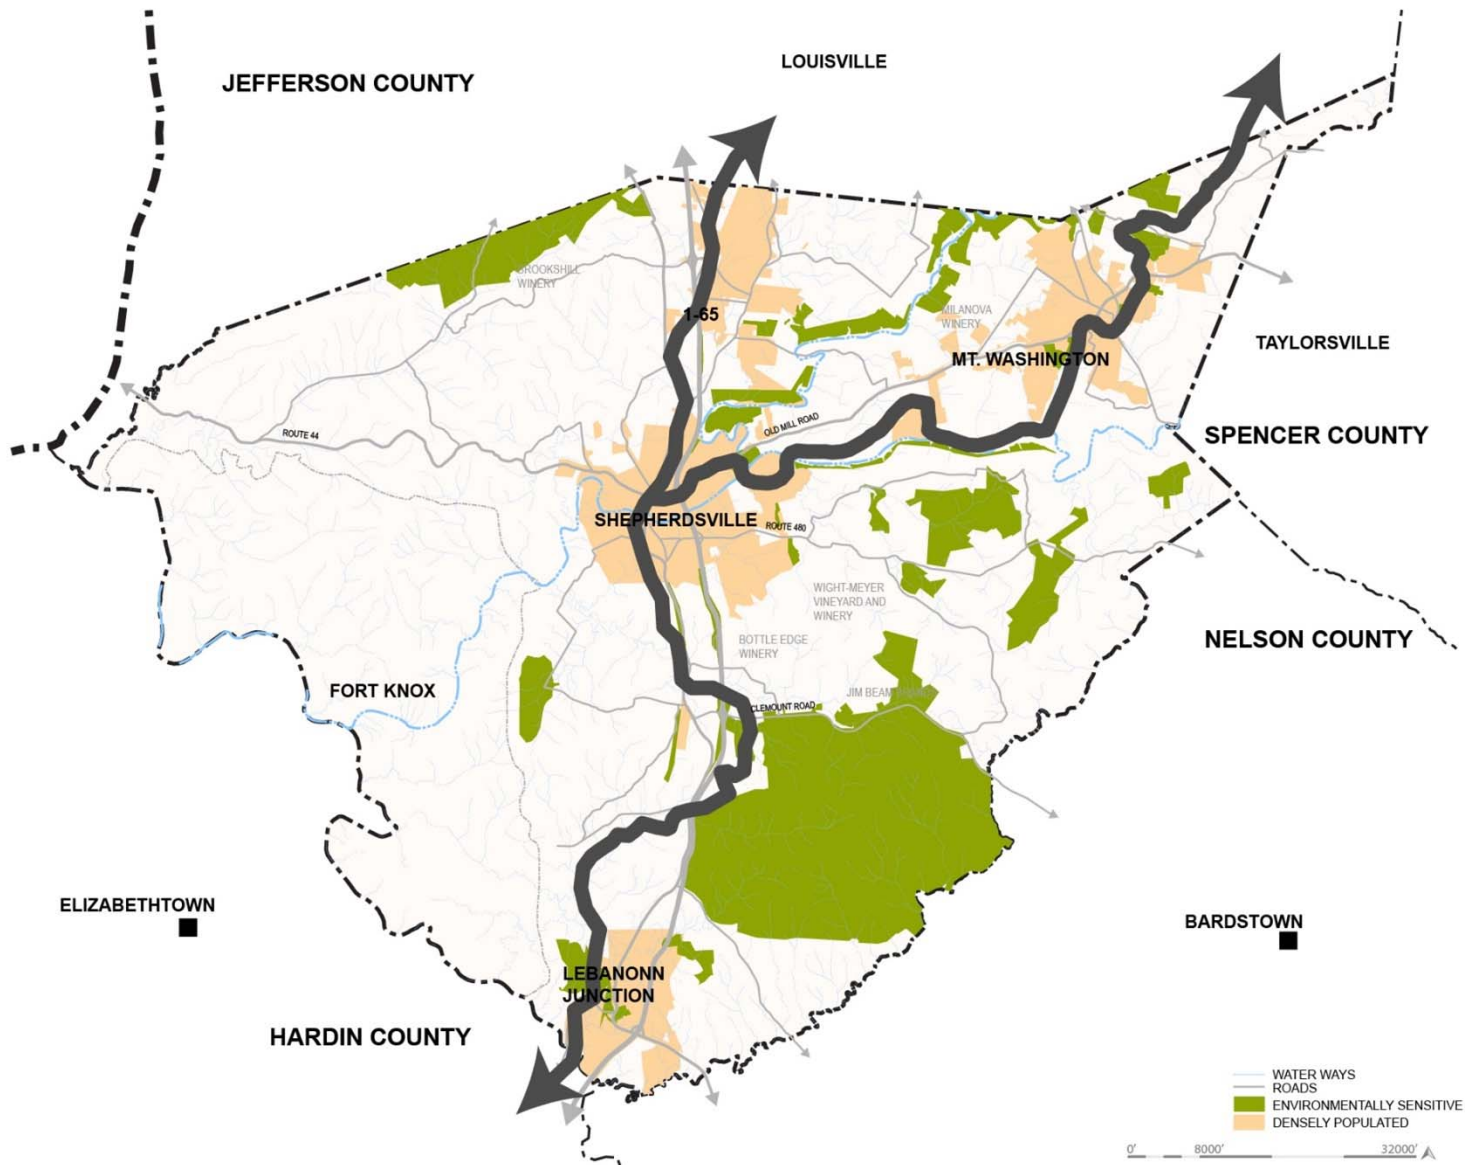 LOUISVILLE
JEFFERSON COUNTY
BROOKSHILL
WINERY
1-65
MILANOVA
WINERY
TAYLORSVILLE
MT. WASHINGTON
OLD MILL ROAD
ROUTE 44
SPENCER COUNTY
SHEPHERDSVILLE
ROUTE 480
WIGHT-MEYER
VINEYARD AND
WINERY
BOTTLE EDGE
WINERY
NELSON COUNTY
FORT KNOX
JIM BEAM
CLEMOUNT ROAD
ELIZABETHTOWN
BARDSTOWN
LEBANONN
JUNCTION
HARDIN COUNTY
WATER WAYS
ROADS
ENVIRONMENTALLY SENSITIVE
DENSELY POPULATED
0' 8000' 32000'